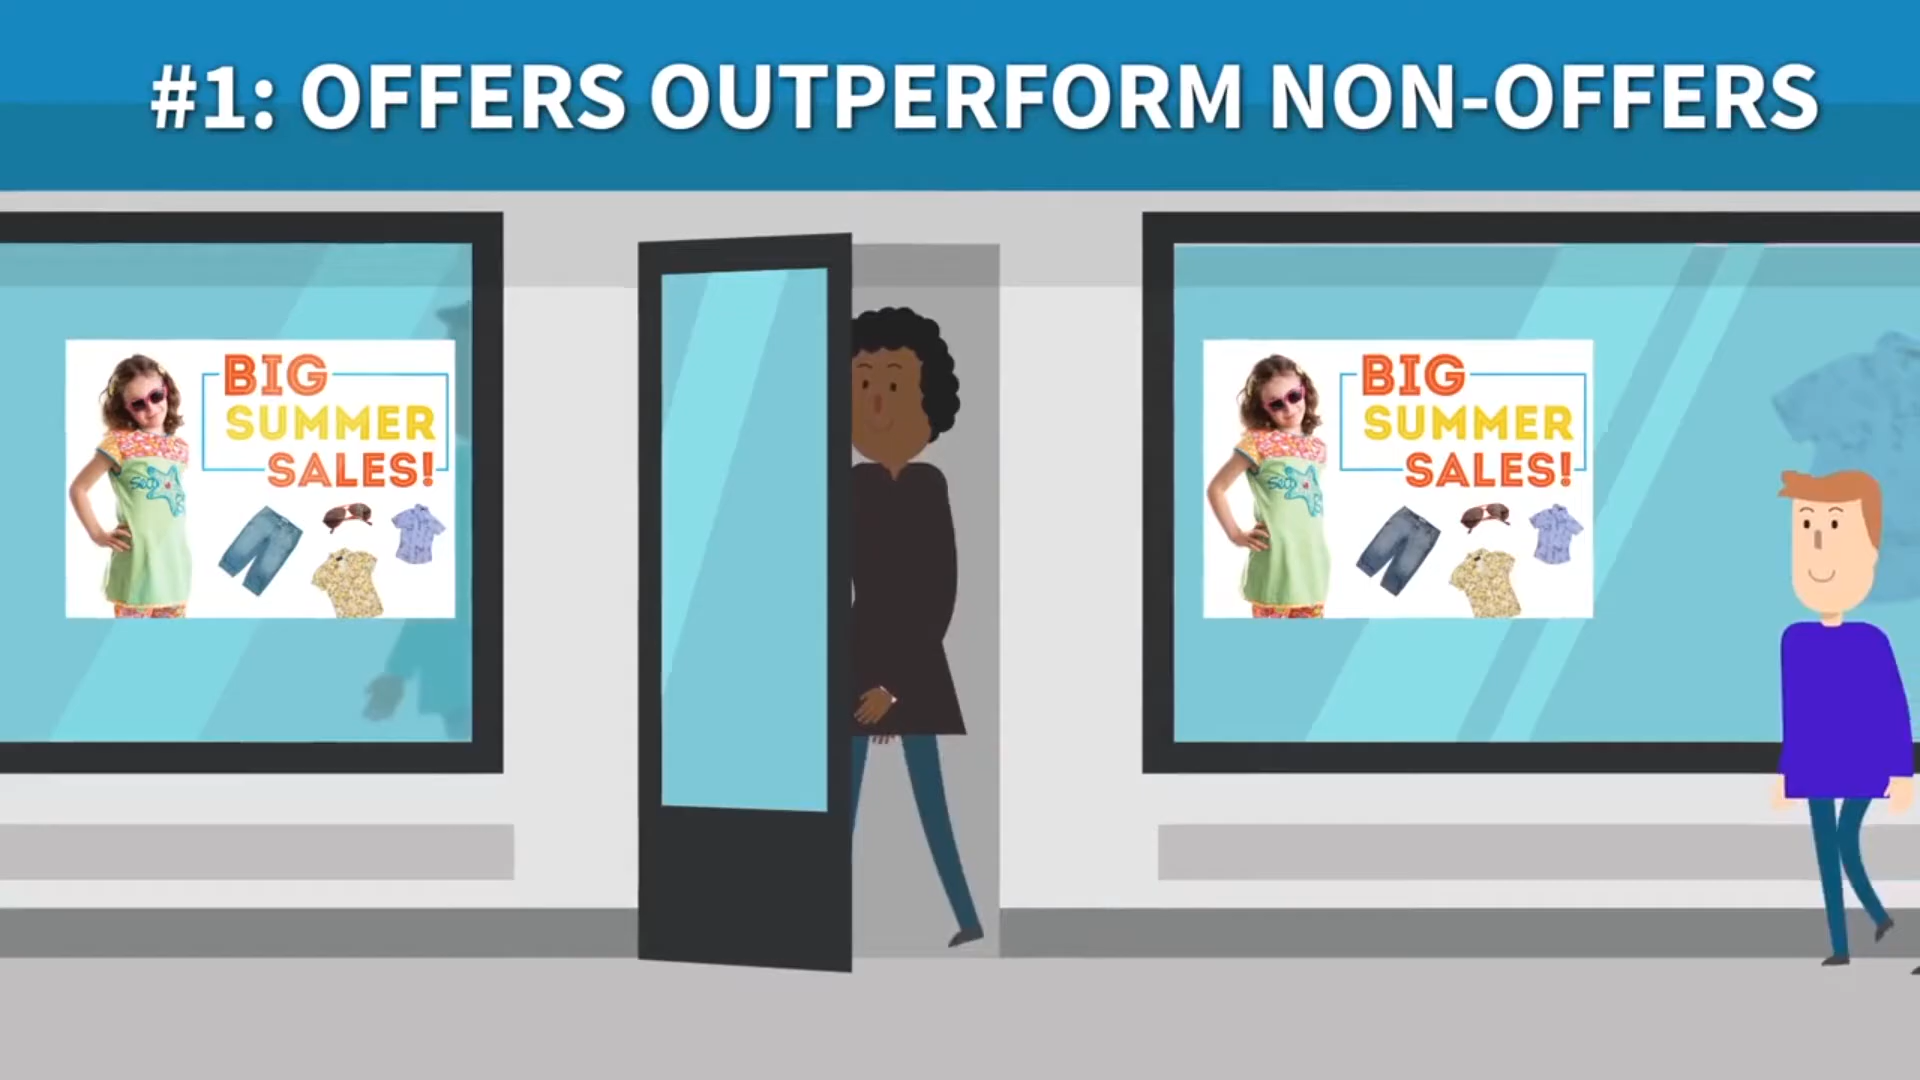 #1: OFFERS OUTPERFORM NON-OFFERS
BIG
SUMMER
SALES!
BIG
SUMMER
SALES!